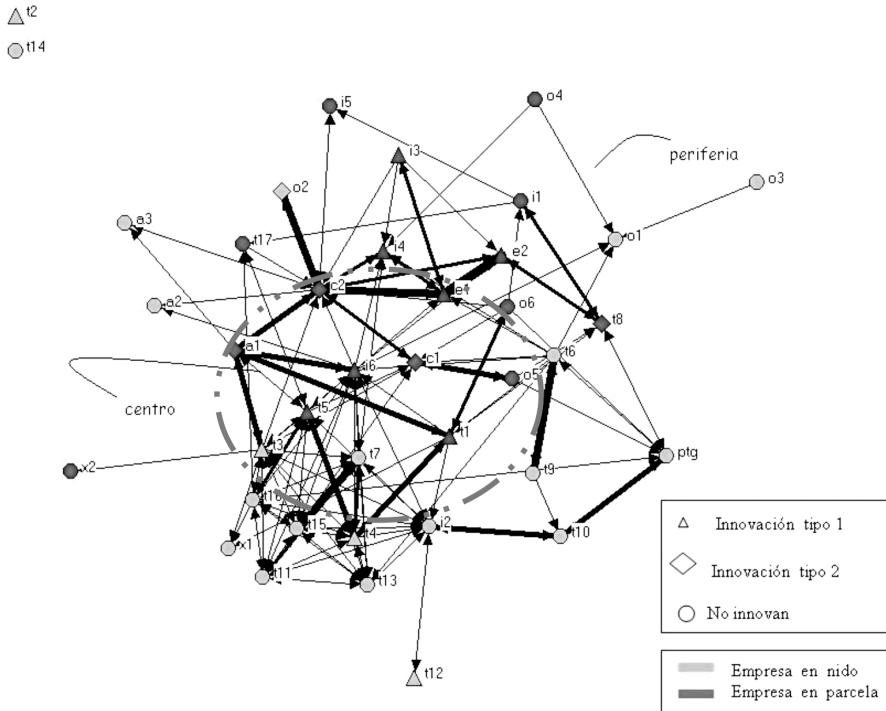 t2
t14
i5
o4
i3
periferia
o3
o2
i1
a3
t17
i4
e2
o1
c2
e1
a2
o6
t8
a1
c1
t6
i6
o5
centro
t5
t1
t3
t7
ptg
x2
t9
t16
t15
t4
i2
t10
x1
t11
t13
t12
Innovación tipo 1
Innovación tipo 2
No innovan
Empresa en nido
Empresa en parcela